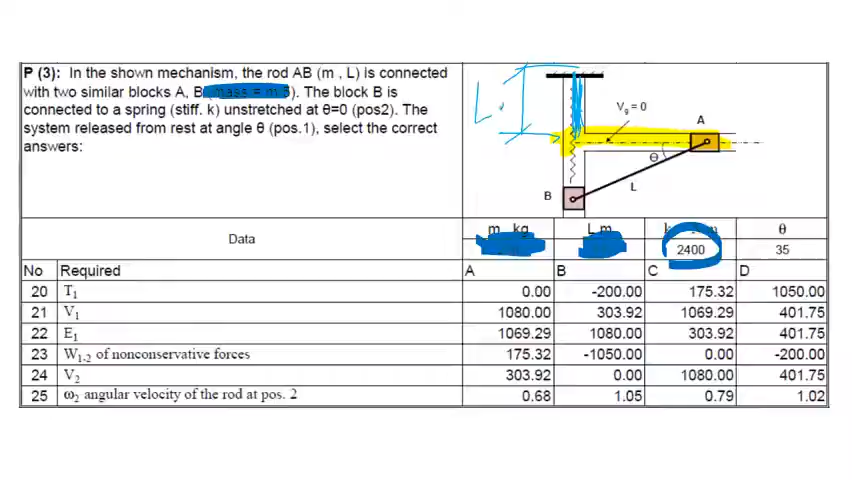 P (3): In the shown mechanism, the rod AB (m , L) is connected
with two similar blocks A, B( mass = m ). The block B is
connected to a spring (stiff. k) unstretched at θ=0 (pos2). The
system released from rest at angle θ (pos.1), select the correct
answers:
L
Vg = 0
A
Θ
L
B
Data
m kg
L m
θ
2400
35
No Required A B C D
20 T1 0.00 -200.00 175.32 1050.00
21 V1 1080.00 303.92 1069.29 401.75
22 E1 1069.29 1080.00 303.92 401.75
23 W1-2 of nonconservative forces 175.32 -1050.00 0.00 -200.00
24 V2 303.92 0.00 1080.00 401.75
25 ω2 angular velocity of the rod at pos. 2 0.68 1.05 0.79 1.02